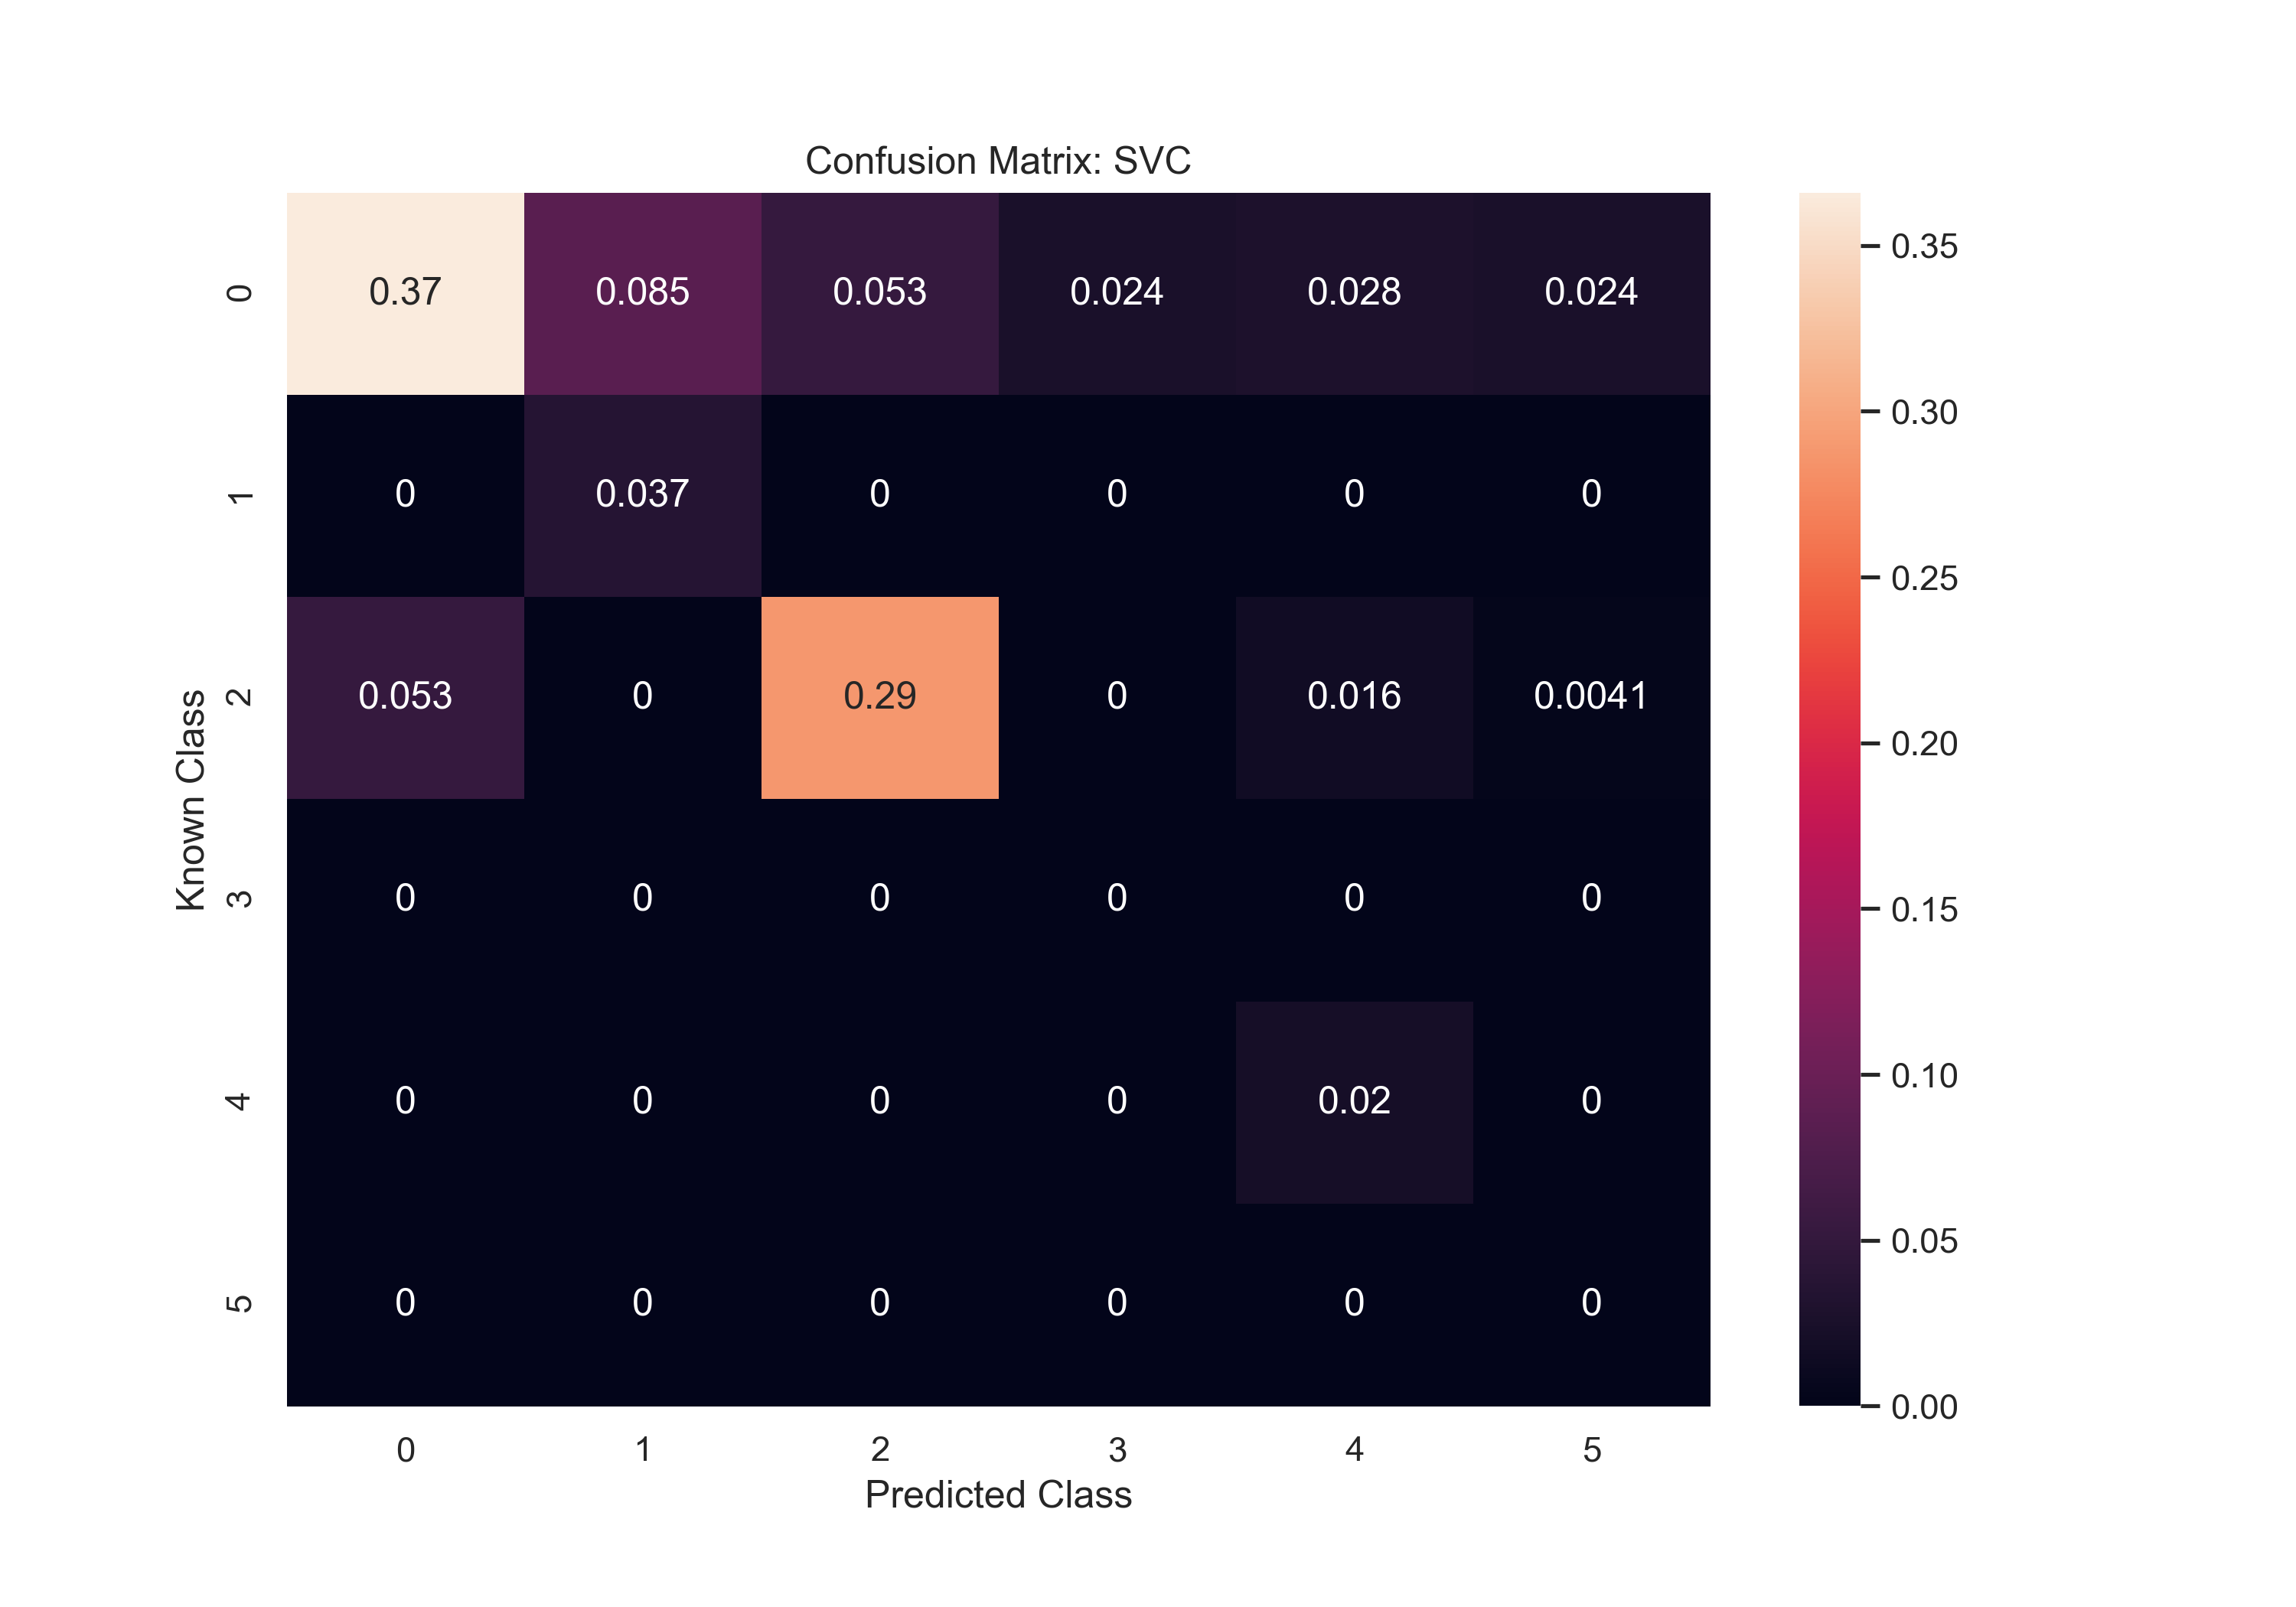 Confusion Matrix: SVC
0 0.37 0.085 0.053 0.024 0.028 0.024
1 0 0.037 0 0 0 0
2 0.053 0 0.29 0 0.016 0.0041
3 0 0 0 0 0 0
4 0 0 0 0 0.02 0
5 0 0 0 0 0 0
0 1 2 3 4 5
Known Class
Predicted Class
0.35
0.30
0.25
0.20
0.15
0.10
0.05
0.00